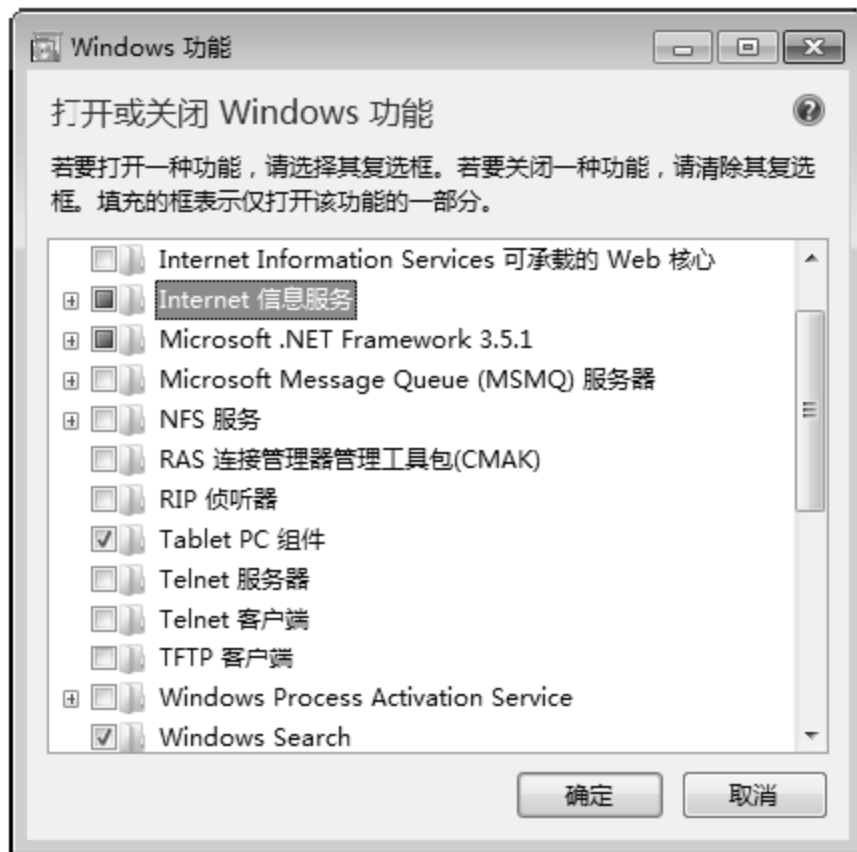 Windows 功能
打开或关闭 Windows 功能
若要打开一种功能，请选择其复选框。若要关闭一种功能，请清除其复选
框。填充的框表示仅打开该功能的一部分。
Internet Information Services 可承载的 Web 核心
Internet 信息服务
Microsoft .NET Framework 3.5.1
Microsoft Message Queue (MSMQ) 服务器
NFS 服务
RAS 连接管理器管理工具包(CMAK)
RIP 侦听器
Tablet PC 组件
Telnet 服务器
Telnet 客户端
TFTP 客户端
Windows Process Activation Service
Windows Search
确定 取消